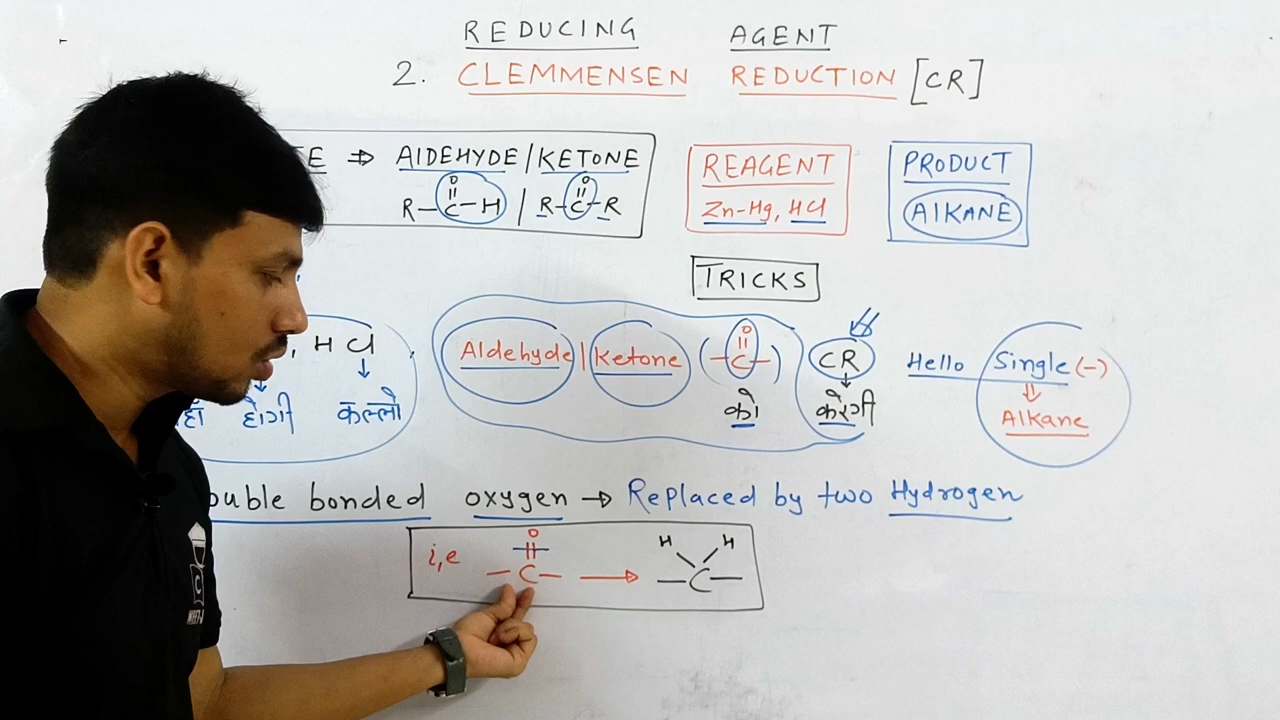 REDUCING AGENT
2. CLEMMENSEN REDUCTION [CR]
TE ⇒ AlDEHYDE/KETONE
O O
|| ||
R-C-H / R-C-R
REAGENT
Zn-Hg, HCl
PRODUCT
AlKANE
TRICKS
, H Cl
हाँ होगी कल्लो
Aldehyde/Ketone (-C-) CR
O
||
को करेगी
Hello Single(-)
⇓
Alkane
ouble bonded oxygen → Replaced by two Hydrogen
O H H
||
i,e -C- → -C-
C